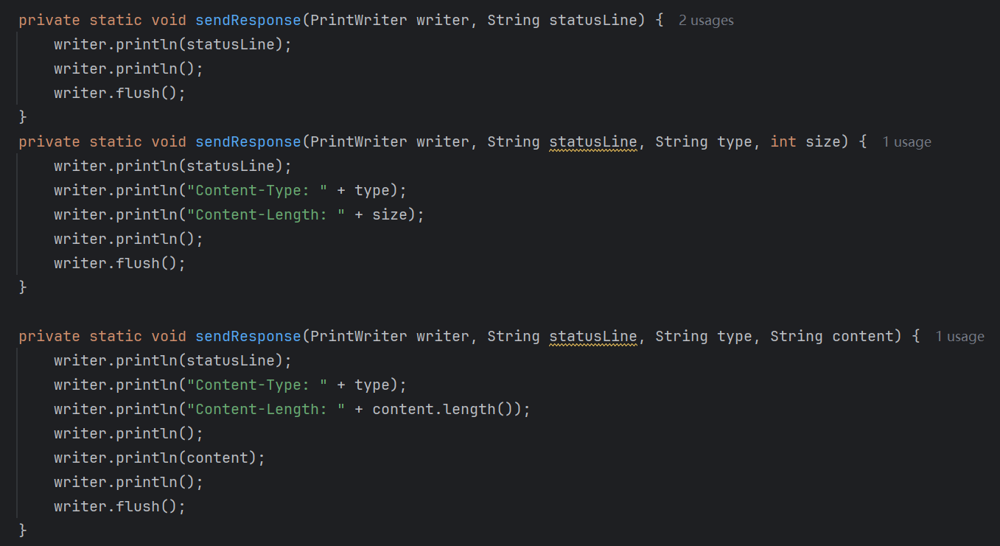 private static void sendResponse(PrintWriter writer, String statusLine) { 2 usages
    writer.println(statusLine);
    writer.println();
    writer.flush();
}
private static void sendResponse(PrintWriter writer, String statusLine, String type, int size) { 1 usage
    writer.println(statusLine);
    writer.println("Content-Type: " + type);
    writer.println("Content-Length: " + size);
    writer.println();
    writer.flush();
}

private static void sendResponse(PrintWriter writer, String statusLine, String type, String content) { 1 usage
    writer.println(statusLine);
    writer.println("Content-Type: " + type);
    writer.println("Content-Length: " + content.length());
    writer.println();
    writer.println(content);
    writer.println();
    writer.flush();
}